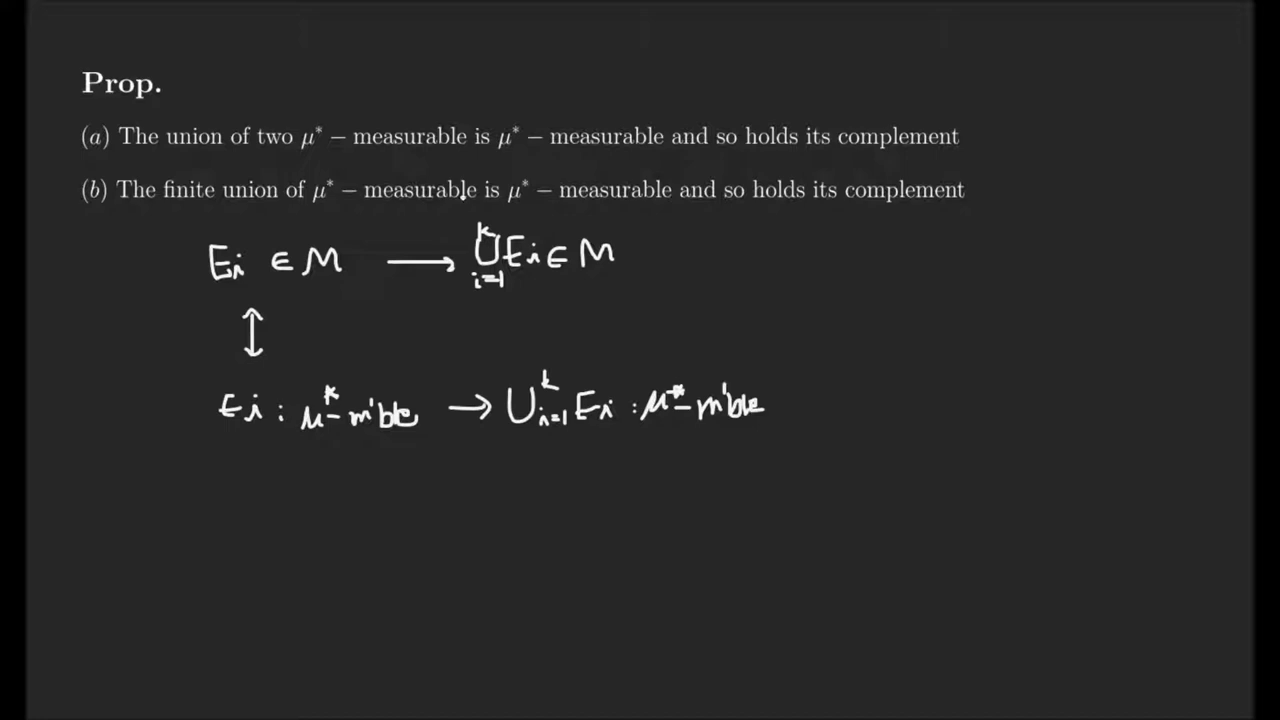 Prop.
(a) The union of two μ* − measurable is μ* − measurable and so holds its complement
(b) The finite union of μ* − measurable is μ* − measurable and so holds its complement
Ei ∈ M ⟶ ⋃_{i=1}^{k} Ei ∈ M
↕
Ei : μ*-m'ble → ⋃_{i=1}^{k} Ei : μ*-m'ble